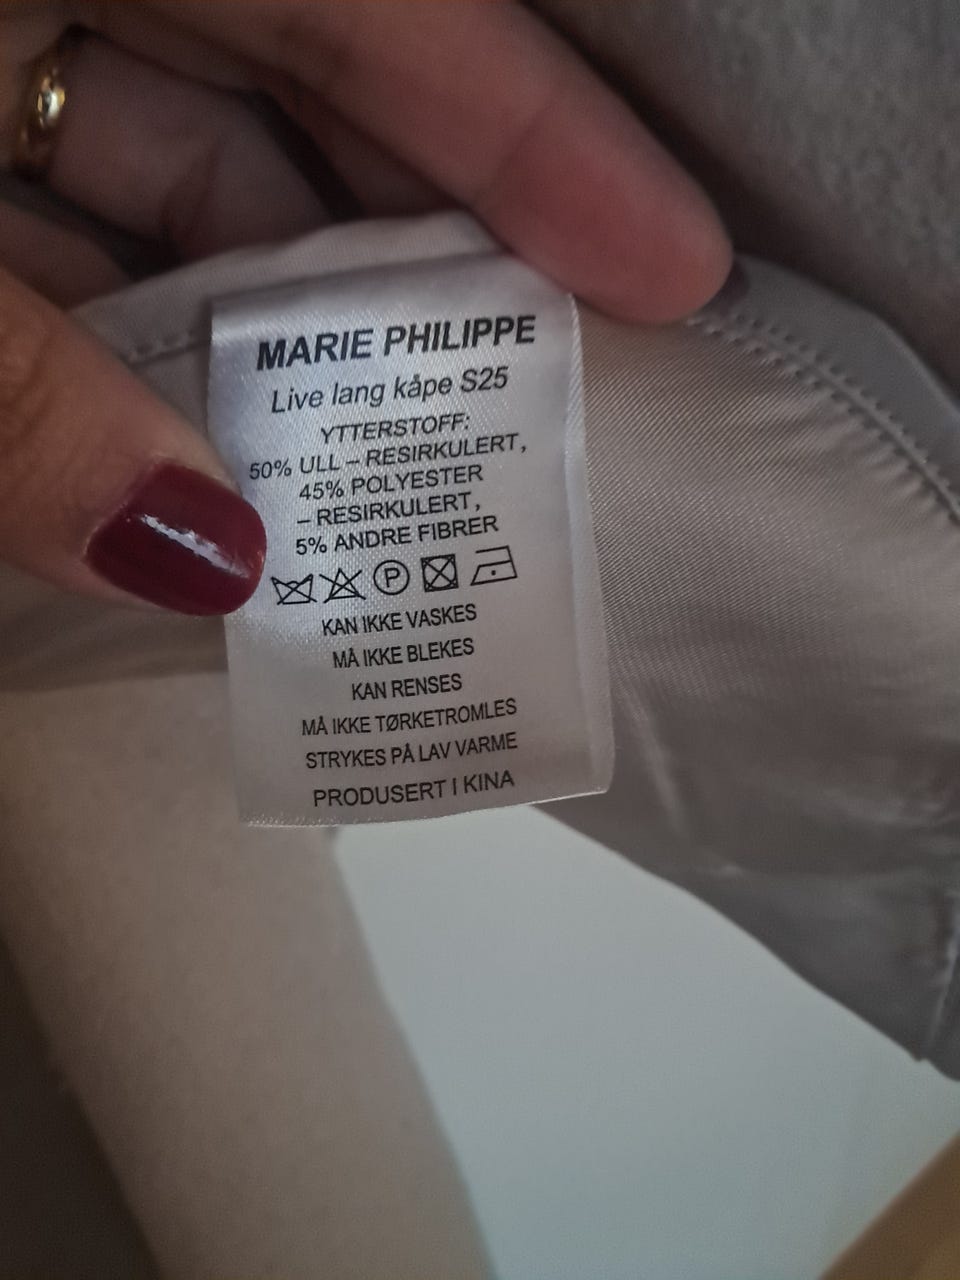 MARIE PHILIPPE
Live lang kåpe S25
YTTERSTOFF:
50% ULL – RESIRKULERT,
45% POLYESTER
– RESIRKULERT,
5% ANDRE FIBRER
P
KAN IKKE VASKES
MÅ IKKE BLEKES
KAN RENSES
MÅ IKKE TØRKETROMLES
STRYKES PÅ LAV VARME
PRODUSERT I KINA